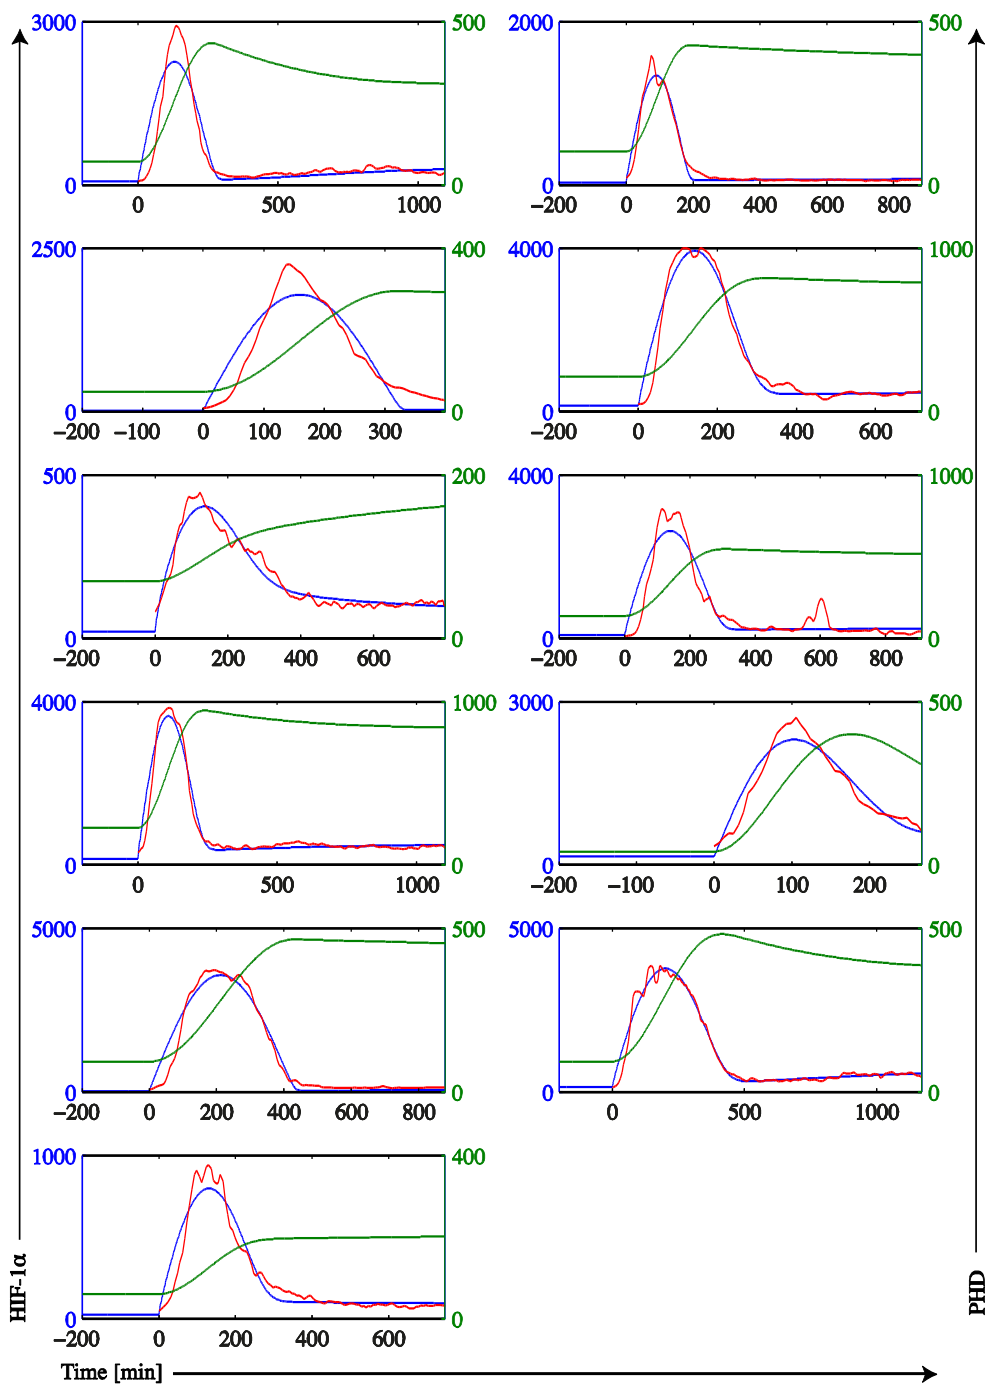 3000 500 2000 500
0 0 0 0
0 500 1000 −200 0 200 400 600 800
2500 400 4000 1000
0 0 0 0
−200 −100 0 100 200 300 0 200 400 600
500 200 4000 1000
0 0 0 0
−200 0 200 400 600 0 200 400 600 800
4000 1000 3000 500
0 0 0 0
0 500 1000 −200 −100 0 100 200
5000 500 5000 500
0 0 0 0
−200 0 200 400 600 800 0 500 1000
1000 400
0 0
−200 0 200 400 600
HIF-1α
PHD
Time [min]